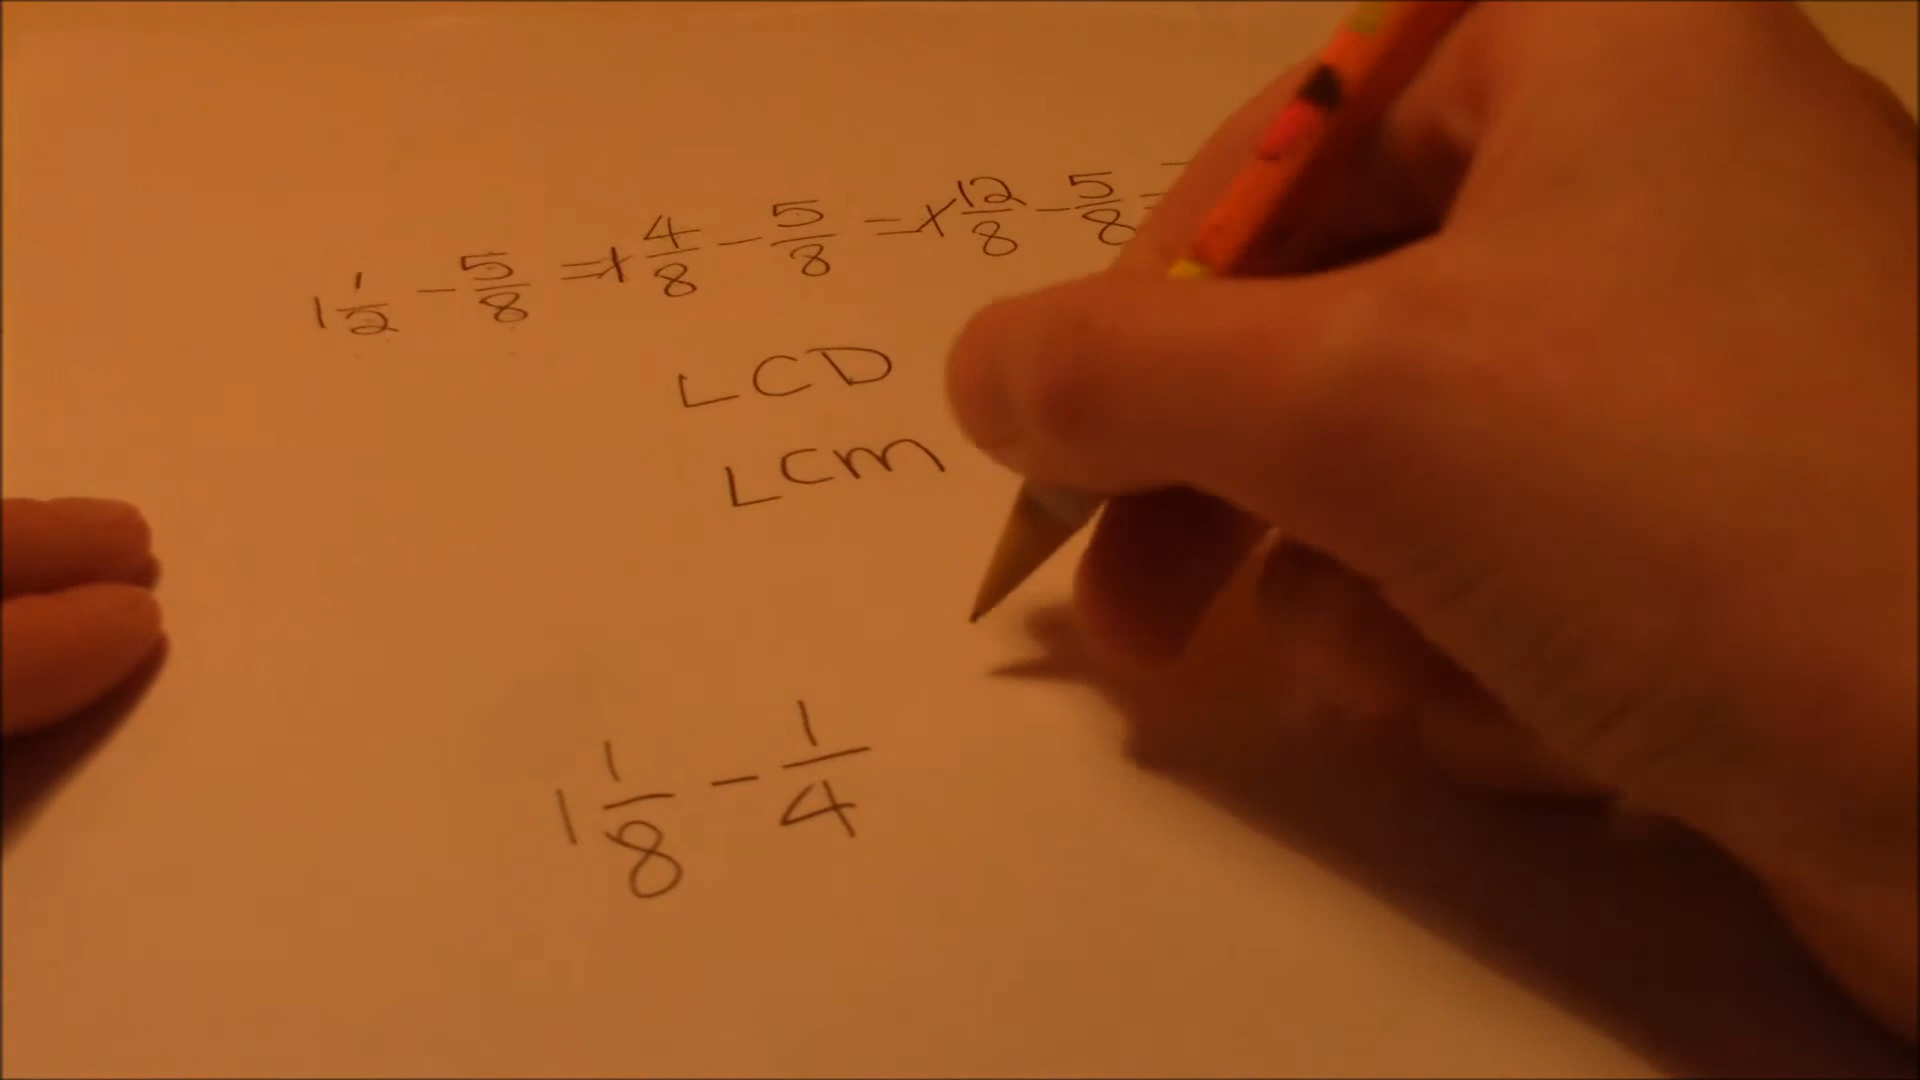 1 1/2 - 5/8 = 1 4/8 - 5/8 = 1 12/8 - 5/8 =
LCD
LCM
1 1/8 - 1/4